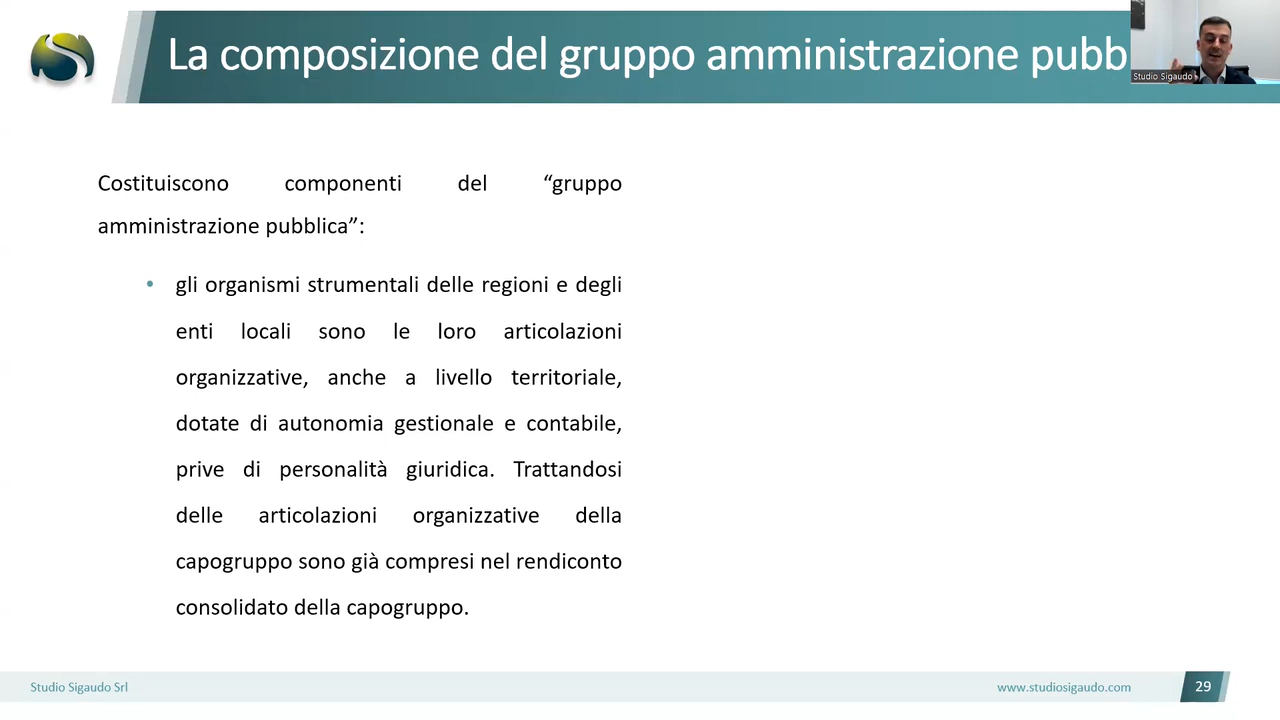 La composizione del gruppo amministrazione pubb
Studio Sigaudo
Costituiscono componenti del “gruppo
amministrazione pubblica”:
• gli organismi strumentali delle regioni e degli
enti locali sono le loro articolazioni
organizzative, anche a livello territoriale,
dotate di autonomia gestionale e contabile,
prive di personalità giuridica. Trattandosi
delle articolazioni organizzative della
capogruppo sono già compresi nel rendiconto
consolidato della capogruppo.
Studio Sigaudo Srl
www.studiosigaudo.com
29